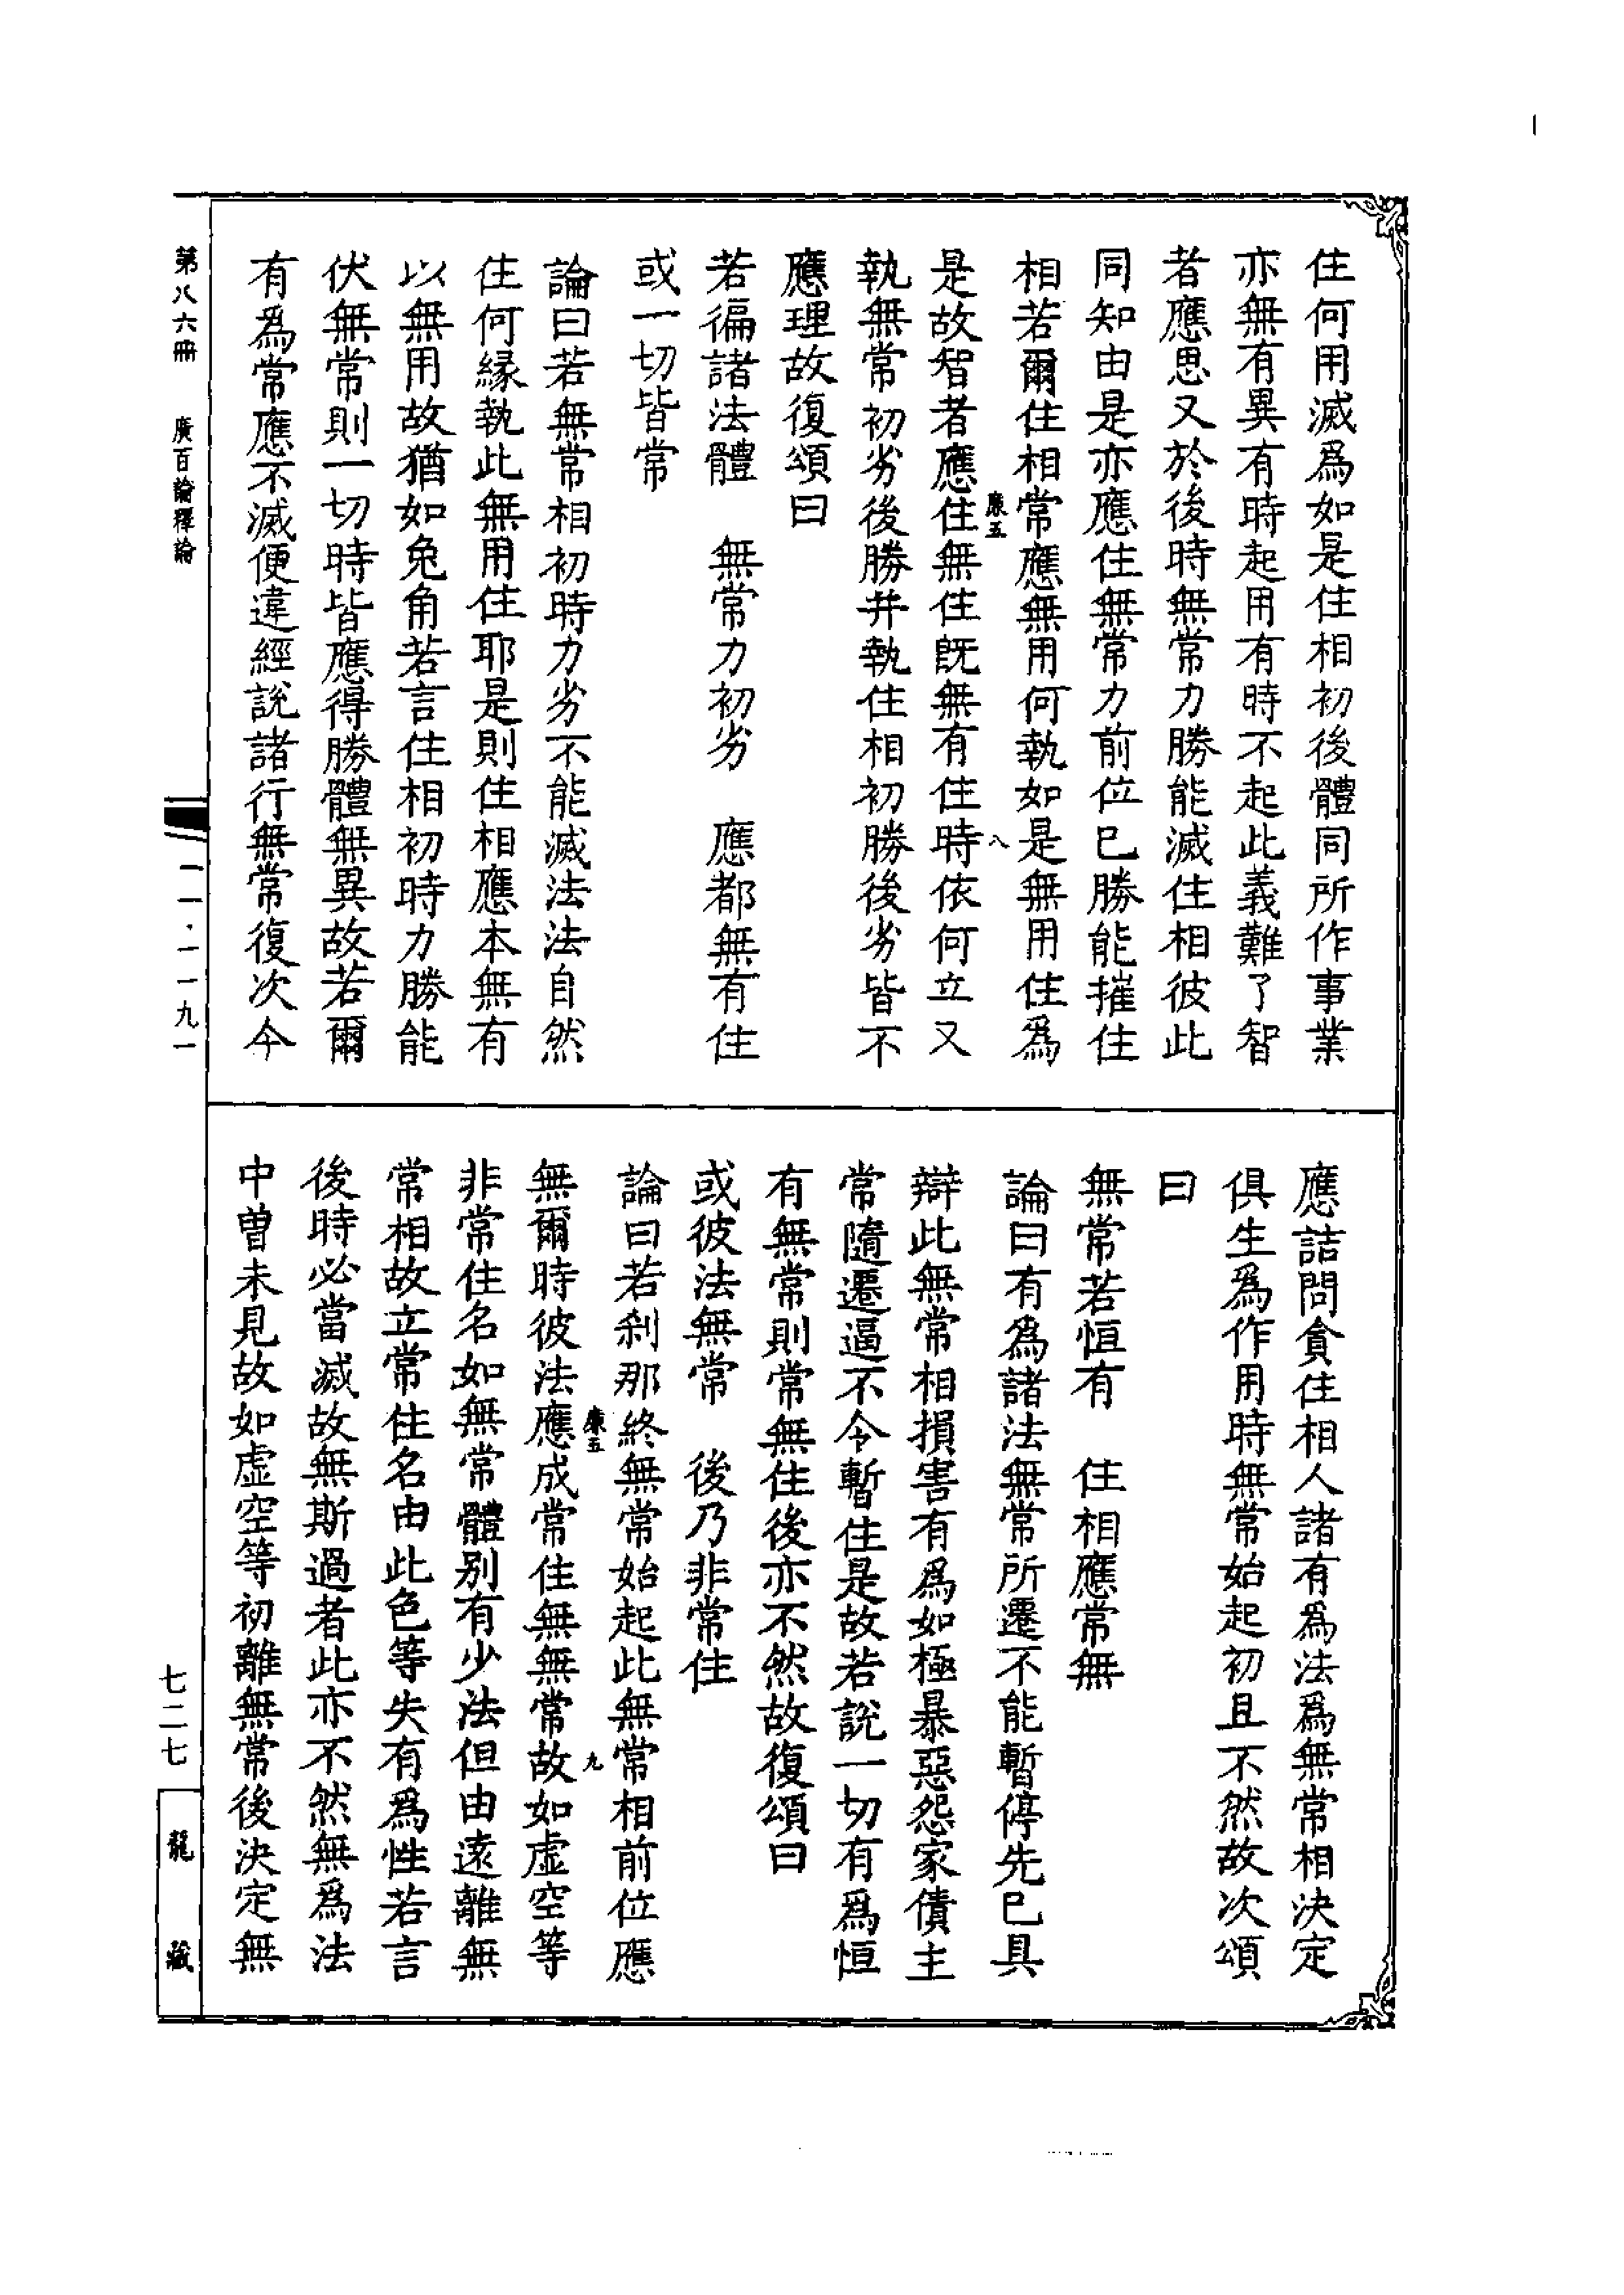 住何用滅爲如是住相初後體同所作事業
亦無有異有時起用有時不起此義難了智
者應思又於後時無常力勝能滅住相彼此
同知由是亦應住無常力前位已勝能摧住
相若爾住相常應無用何執如是無用住爲
康五
八
是故智者應住無住旣無有住時依何立又
執無常初劣後勝并執住相初勝後劣皆不
應理故復頌曰
若徧諸法體　無常力初劣　應都無有住
或一切皆常
論曰若無常相初時力劣不能滅法法自然
住何緣執此無用住耶是則住相應本無有
以無用故猶如兔角若言住相初時力勝能
伏無常則一切時皆應得勝體無異故若爾
有爲常應不滅便違經說諸行無常復次今
應詰問貪住相人諸有爲法爲無常相決定
俱生爲作用時無常始起初且不然故次頌
曰
無常若恒有　住相應常無
論曰有爲諸法無常所遷不能暫停先已具
辯此無常相損害有爲如極暴惡怨家債主
常隨遷逼不令暫住是故若說一切有爲恒
有無常則常無住後亦不然故復頌曰
或彼法無常　後乃非常住
論曰若刹那終無常始起此無常相前位應
康五
九
無爾時彼法應成常住無無常故如虛空等
非常住名如無常體別有少法但由遠離無
常相故立常住名由此色等失有爲性若言
後時必當滅故無斯過者此亦不然無爲法
中曾未見故如虛空等初離無常後決定無
第八六冊　廣百論釋論
一一·一一九一
七二七
龍藏